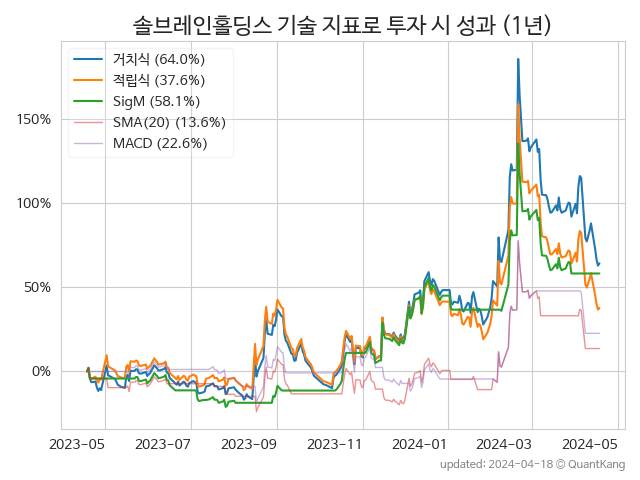 솔브레인홀딩스 기술 지표로 투자 시 성과 (1년)
거치식 (64.0%)
적립식 (37.6%)
SigM (58.1%)
SMA(20) (13.6%)
MACD (22.6%)
150%
100%
50%
0%
2023-05 2023-07 2023-09 2023-11 2024-01 2024-03 2024-05
updated: 2024-04-18 © QuantKang